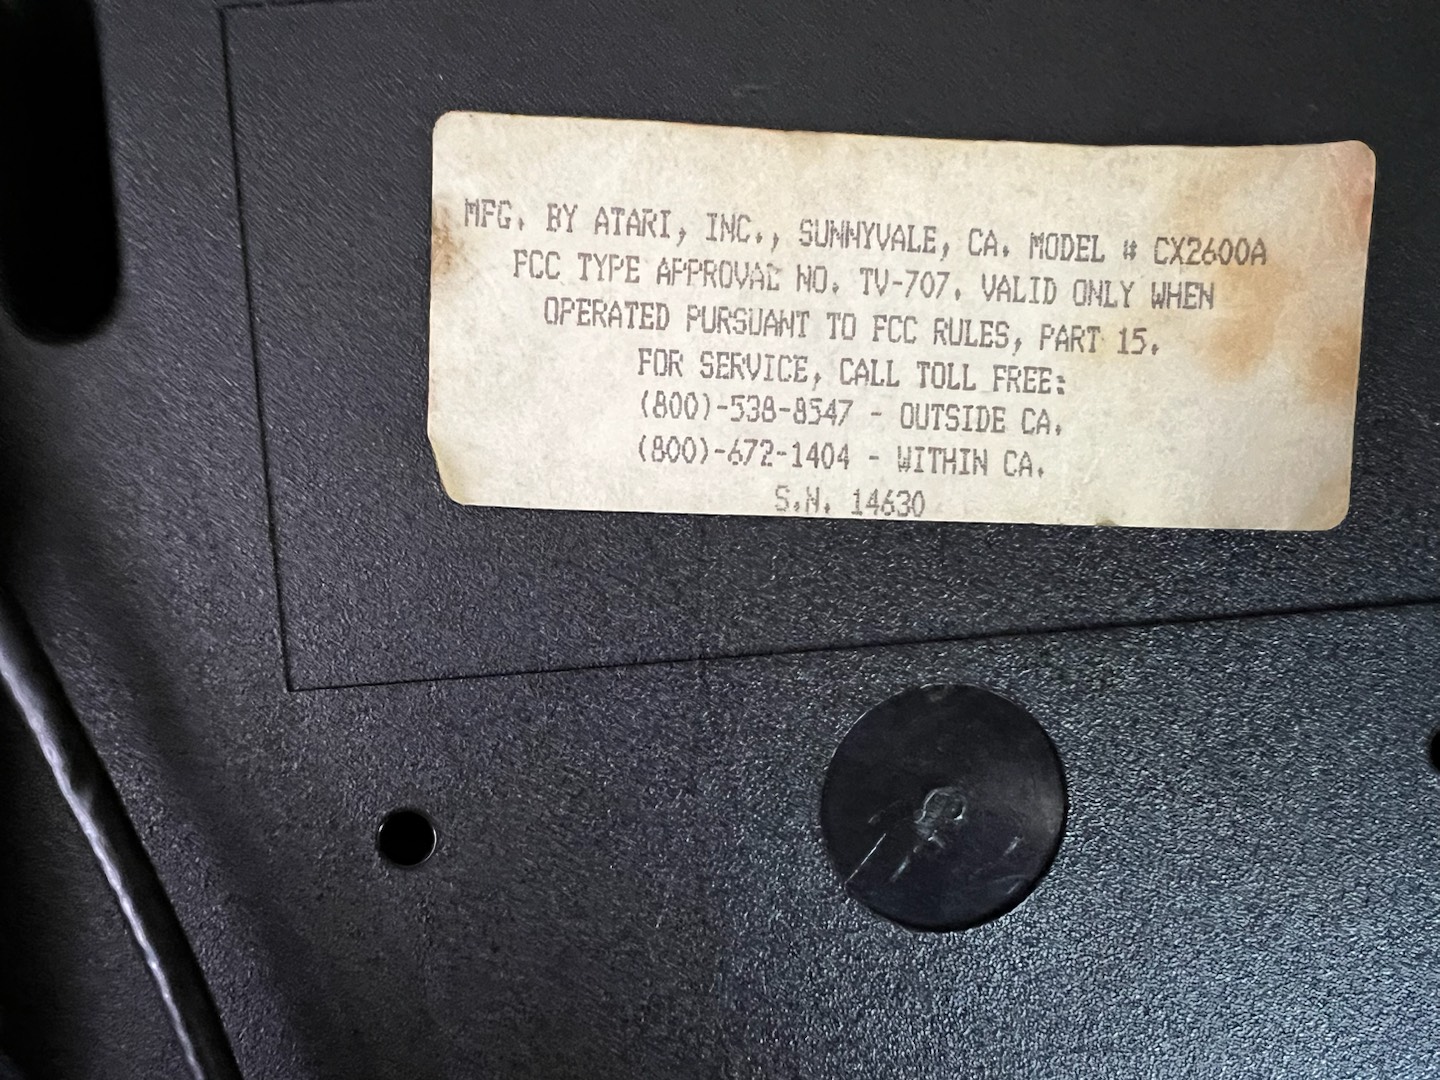 MFG. BY ATARI, INC., SUNNYVALE, CA. MODEL # CX2600A
FCC TYPE APPROVAL NO. TV-707. VALID ONLY WHEN
OPERATED PURSUANT TO FCC RULES, PART 15.
FOR SERVICE, CALL TOLL FREE:
(800)-538-8547 - OUTSIDE CA.
(800)-672-1404 - WITHIN CA.
S.N. 14630